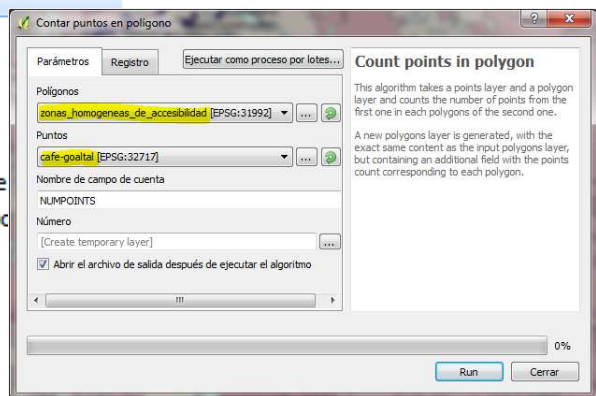 Contar puntos en polígono
Parámetros
Registro
Ejecutar como proceso por lotes...
Polígonos
zonas_homogeneas_de_accesibilidad [EPSG:31992]
...
Puntos
cafe-goaltal [EPSG:32717]
...
Nombre de campo de cuenta
NUMPOINTS
Número
[Create temporary layer]
...
Abrir el archivo de salida después de ejecutar el algoritmo
Count points in polygon
This algorithm takes a points layer and a polygon
layer and counts the number of points from the
first one in each polygons of the second one.
A new polygons layer is generated, with the
exact same content as the input polygons layer,
but containing an additional field with the points
count corresponding to each polygon.
0%
Run
Cerrar